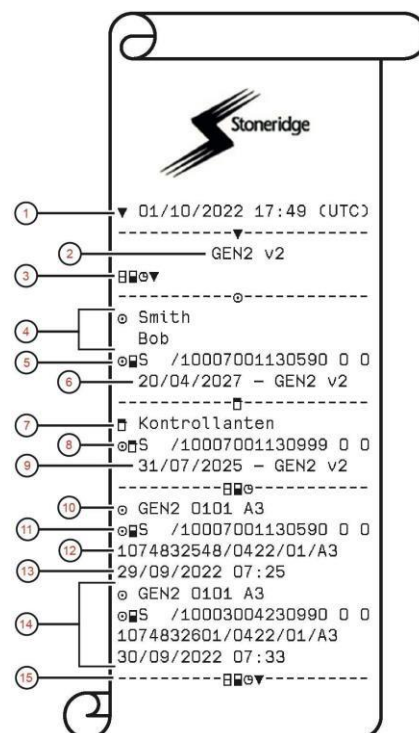 Stoneridge
1 ▼ 01/10/2022 17:49 (UTC)
2 GEN2 v2
3
4 Smith
Bob
5 S /10007001130590 0 0
6 20/04/2027 - GEN2 v2
7 Kontrollanten
8 S /10007001130999 0 0
9 31/07/2025 - GEN2 v2
10 GEN2 0101 A3
11 S /10007001130590 0 0
12 1074832548/0422/01/A3
13 29/09/2022 07:25
14 GEN2 0101 A3
S /10003004230990 0 0
1074832601/0422/01/A3
30/09/2022 07:33
15